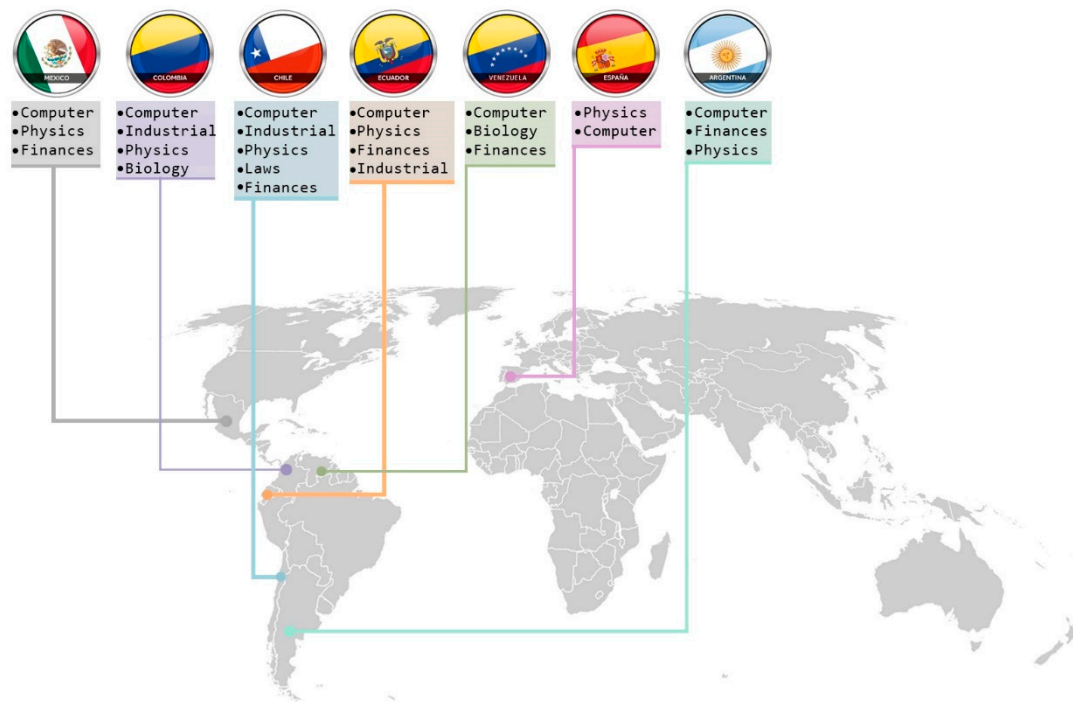 MEXICO
COLOMBIA
CHILE
ECUADOR
VENEZUELA
ESPAÑA
ARGENTINA
•Computer
•Physics
•Finances
•Computer
•Industrial
•Physics
•Biology
•Computer
•Industrial
•Physics
•Laws
•Finances
•Computer
•Physics
•Finances
•Industrial
•Computer
•Biology
•Finances
•Physics
•Computer
•Computer
•Finances
•Physics